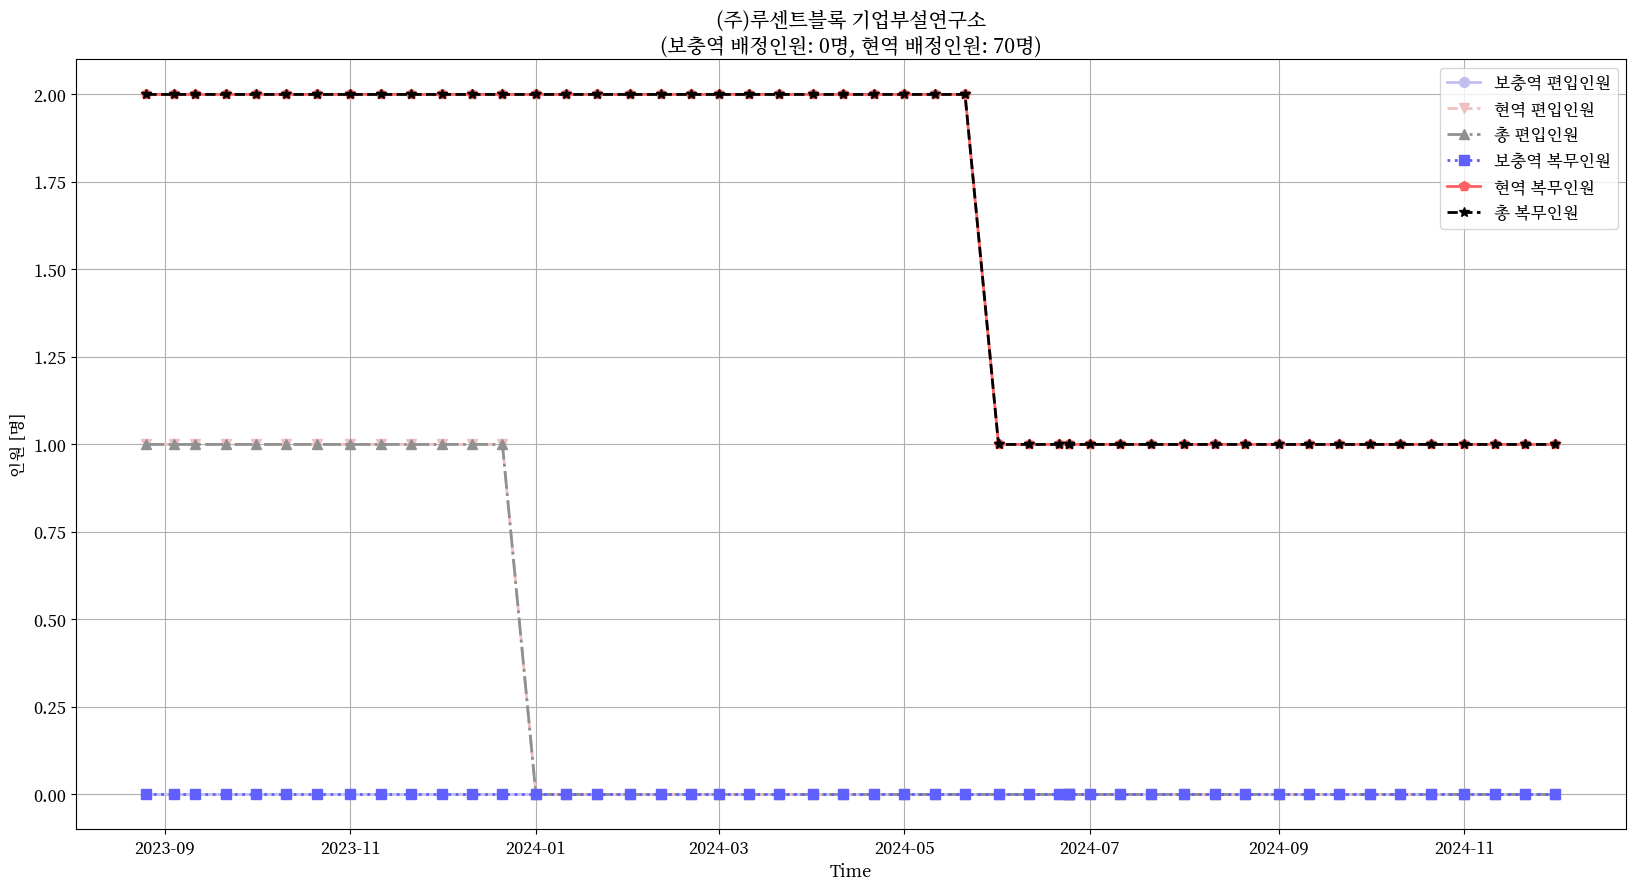 (주)루센트블록 기업부설연구소
(보충역 배정인원: 0명, 현역 배정인원: 70명)
보충역 편입인원
현역 편입인원
총 편입인원
보충역 복무인원
현역 복무인원
총 복무인원
인원 [명]
2.00
1.75
1.50
1.25
1.00
0.75
0.50
0.25
0.00
2023-09 2023-11 2024-01 2024-03 2024-05 2024-07 2024-09 2024-11
Time